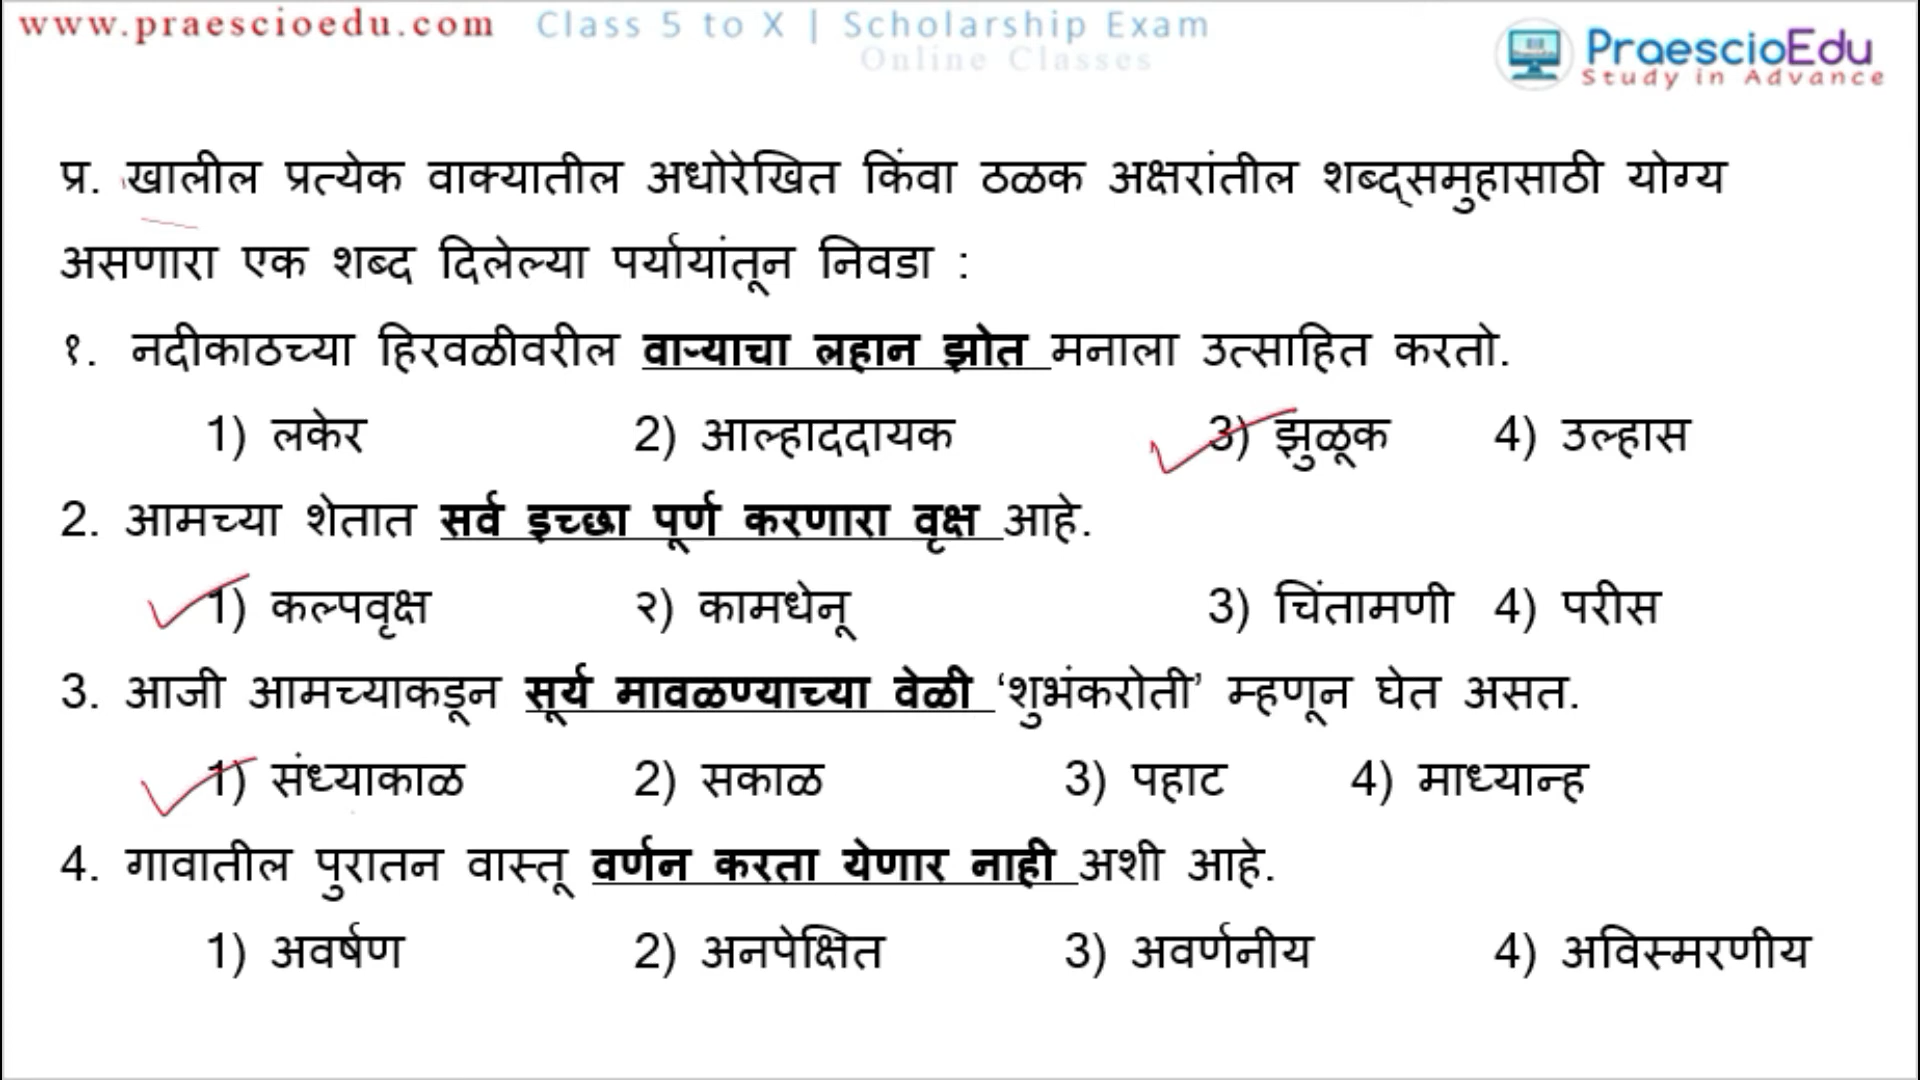 www.praescioedu.com Class 5 to X | Scholarship Exam
Online Classes
PraescioEdu
Study in Advance
प्र. खालील प्रत्येक वाक्यातील अधोरेखित किंवा ठळक अक्षरांतील शब्द्समुहासाठी योग्य
असणारा एक शब्द दिलेल्या पर्यायांतून निवडा :
१. नदीकाठच्या हिरवळीवरील वाऱ्याचा लहान झोत मनाला उत्साहित करतो.
1) लकेर 2) आल्हाददायक 3) झुळूक 4) उल्हास
2. आमच्या शेतात सर्व इच्छा पूर्ण करणारा वृक्ष आहे.
1) कल्पवृक्ष २) कामधेनू 3) चिंतामणी 4) परीस
3. आजी आमच्याकडून सूर्य मावळण्याच्या वेळी ‘शुभंकरोती’ म्हणून घेत असत.
1) संध्याकाळ 2) सकाळ 3) पहाट 4) माध्यान्ह
4. गावातील पुरातन वास्तू वर्णन करता येणार नाही अशी आहे.
1) अवर्षण 2) अनपेक्षित 3) अवर्णनीय 4) अविस्मरणीय